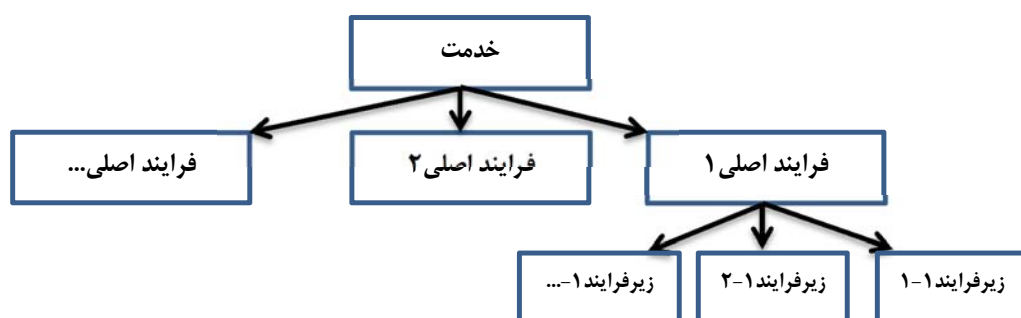 خدمت
فرایند اصلی۱
فرایند اصلی۲
فرایند اصلی...
زیرفرایند۱-۱
زیرفرایند۱-۲
زیرفرایند۱-...